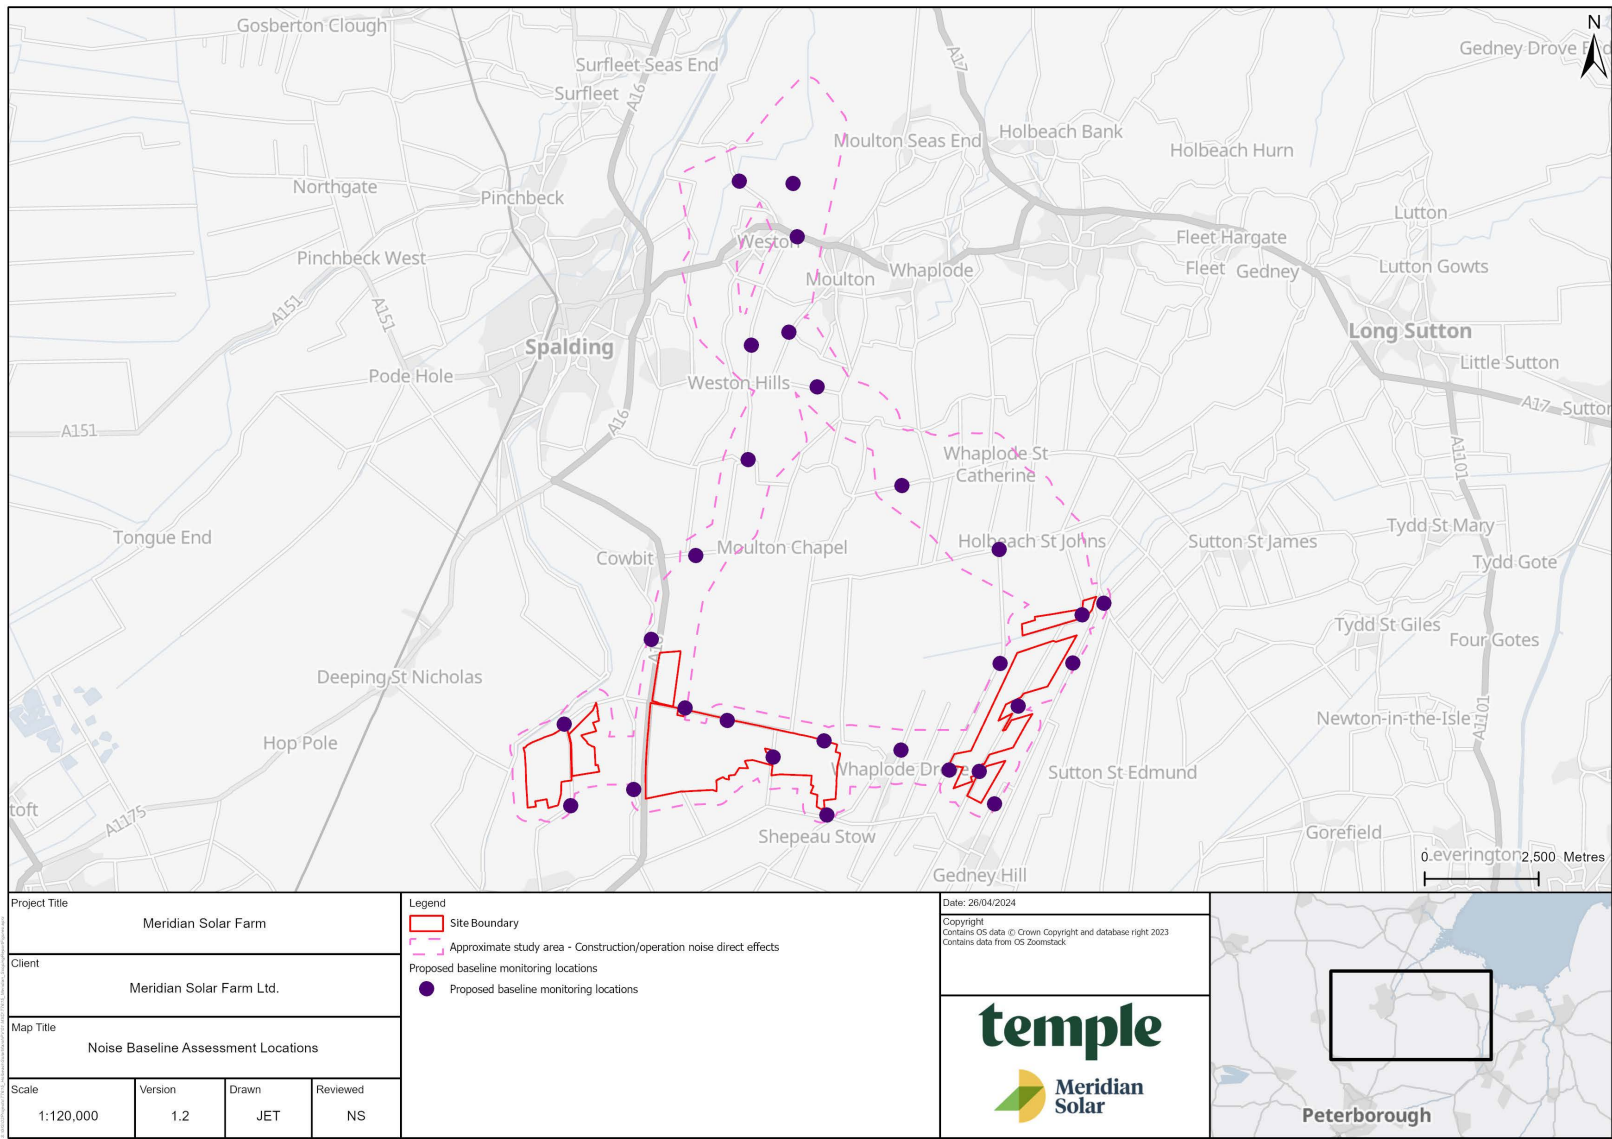 Gosberton Clough
N
Surfleet Seas End
Gedney Drove E
Surfleet
A16
A17
Moulton Seas End
Holbeach Bank
Holbeach Hurn
Northgate
Pinchbeck
Lutton
Weston
Fleet Hargate
Pinchbeck West
Moulton
Whaplode
Fleet
Gedney
Lutton Gowts
A151
A151
Spalding
Long Sutton
Little Sutton
Pode Hole
Weston Hills
A17
Sutton
A16
A151
Whaplode St
Catherine
A1101
Tongue End
Cowbit
Moulton Chapel
Holbeach St Johns
Sutton St James
Tydd St Mary
Tydd Gote
Tydd St Giles
Four Gotes
Deeping St Nicholas
Newton-in-the-Isle
A1101
Hop Pole
Whaplode Dr
Sutton St Edmund
toft
A1175
Shepeau Stow
Gorefield
Gedney Hill
Leverington
0
2,500 Metres
Project Title
Meridian Solar Farm
Client
Meridian Solar Farm Ltd.
Map Title
Noise Baseline Assessment Locations
Scale
Version
Drawn
Reviewed
1:120,000
1.2
JET
NS
Legend
Site Boundary
Approximate study area - Construction/operation noise direct effects
Proposed baseline monitoring locations
Proposed baseline monitoring locations
Date: 26/04/2024
Copyright
Contains OS data © Crown Copyright and database right 2023
Contains data from OS Zoomstack
temple
Meridian
Solar
Peterborough